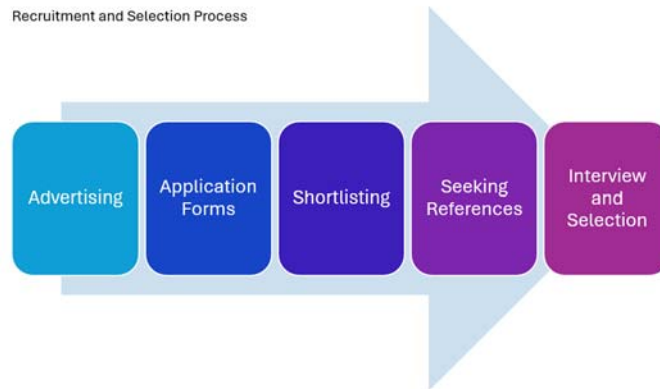 Recruitment and Selection Process
Advertising
Application
Forms
Shortlisting
Seeking
References
Interview
and
Selection